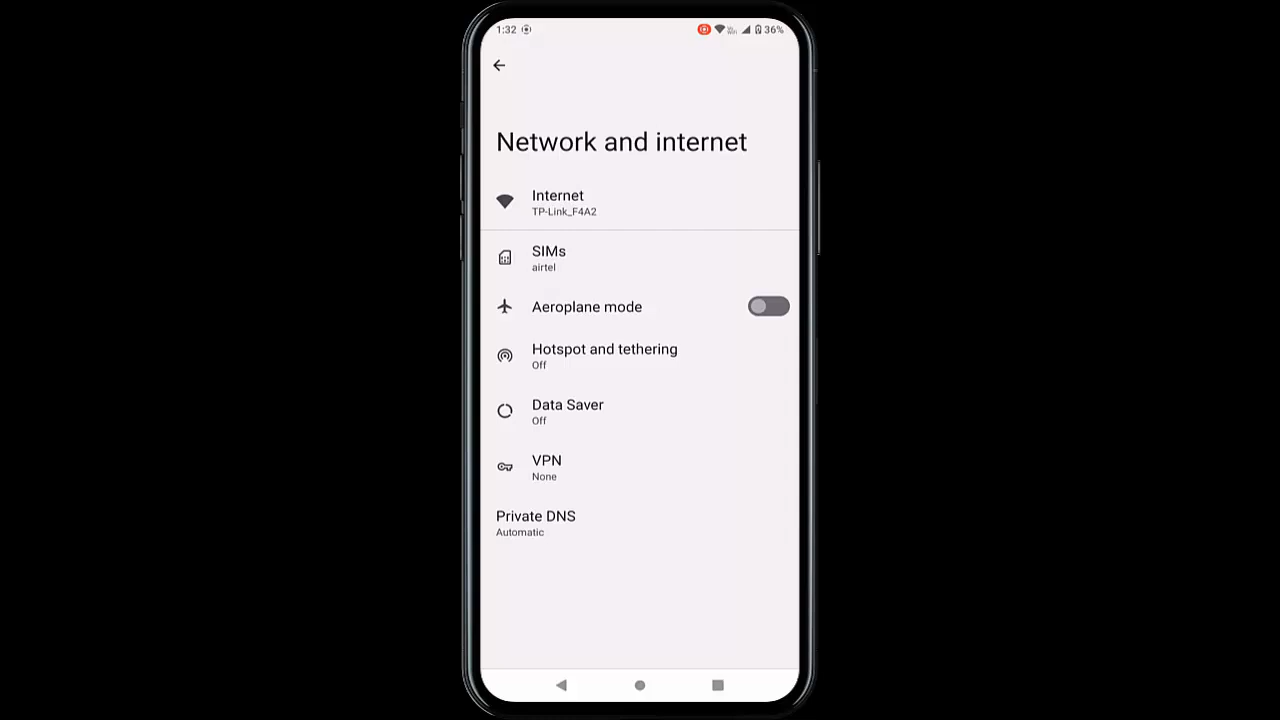 1:32 36%
Network and internet
Internet
TP-Link_F4A2
SIMs
airtel
Aeroplane mode
Hotspot and tethering
Off
Data Saver
Off
VPN
None
Private DNS
Automatic